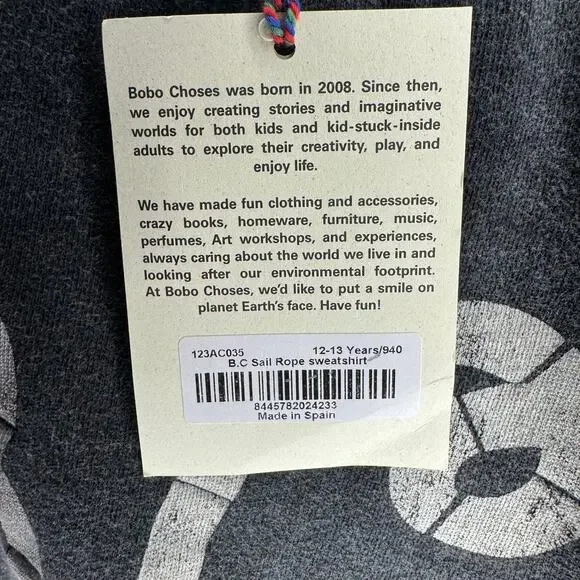 Bobo Choses was born in 2008. Since then,
we enjoy creating stories and imaginative
worlds for both kids and kid-stuck-inside
adults to explore their creativity, play, and
enjoy life.
We have made fun clothing and accessories,
crazy books, homeware, furniture, music,
perfumes, Art workshops, and experiences,
always caring about the world we live in and
looking after our environmental footprint.
At Bobo Choses, we'd like to put a smile on
planet Earth's face. Have fun!
123AC035 12-13 Years/940
B.C Sail Rope sweatshirt
8445782024233
Made in Spain